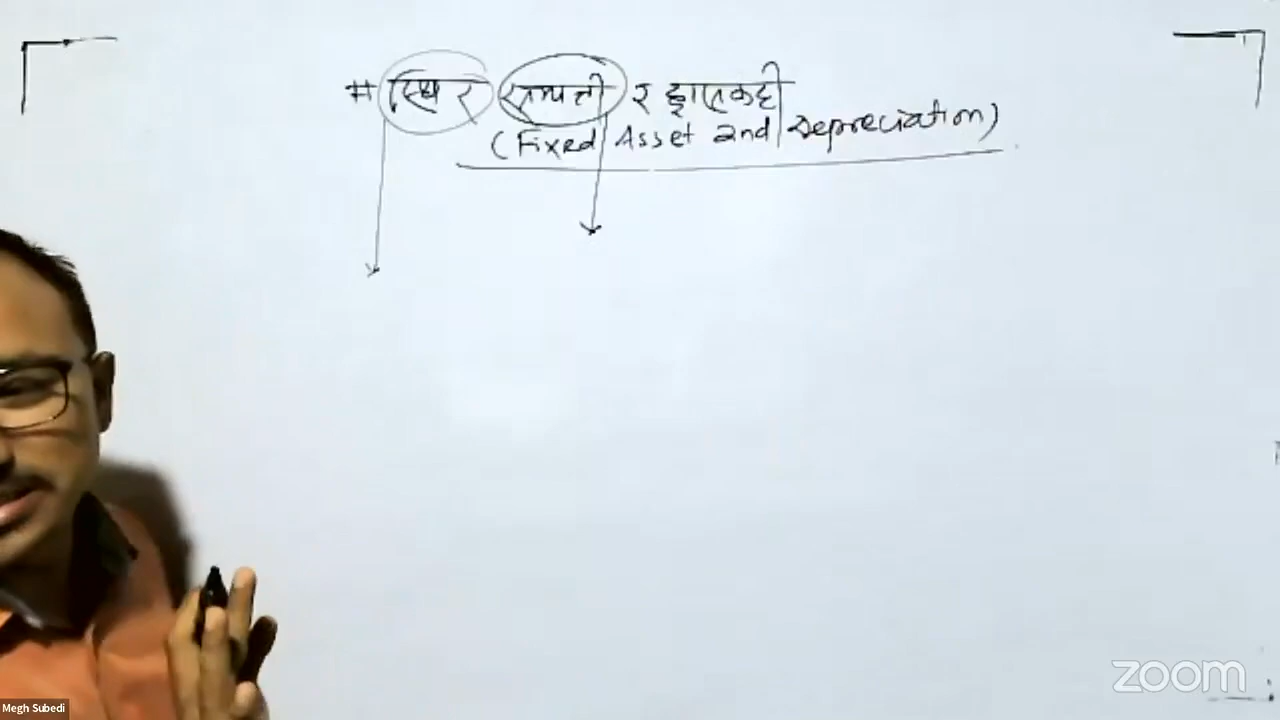 # स्थिर सम्पत्ती र ह्रासकट्टी
(Fixed Asset and Depreciation)
zoom
Megh Subedi